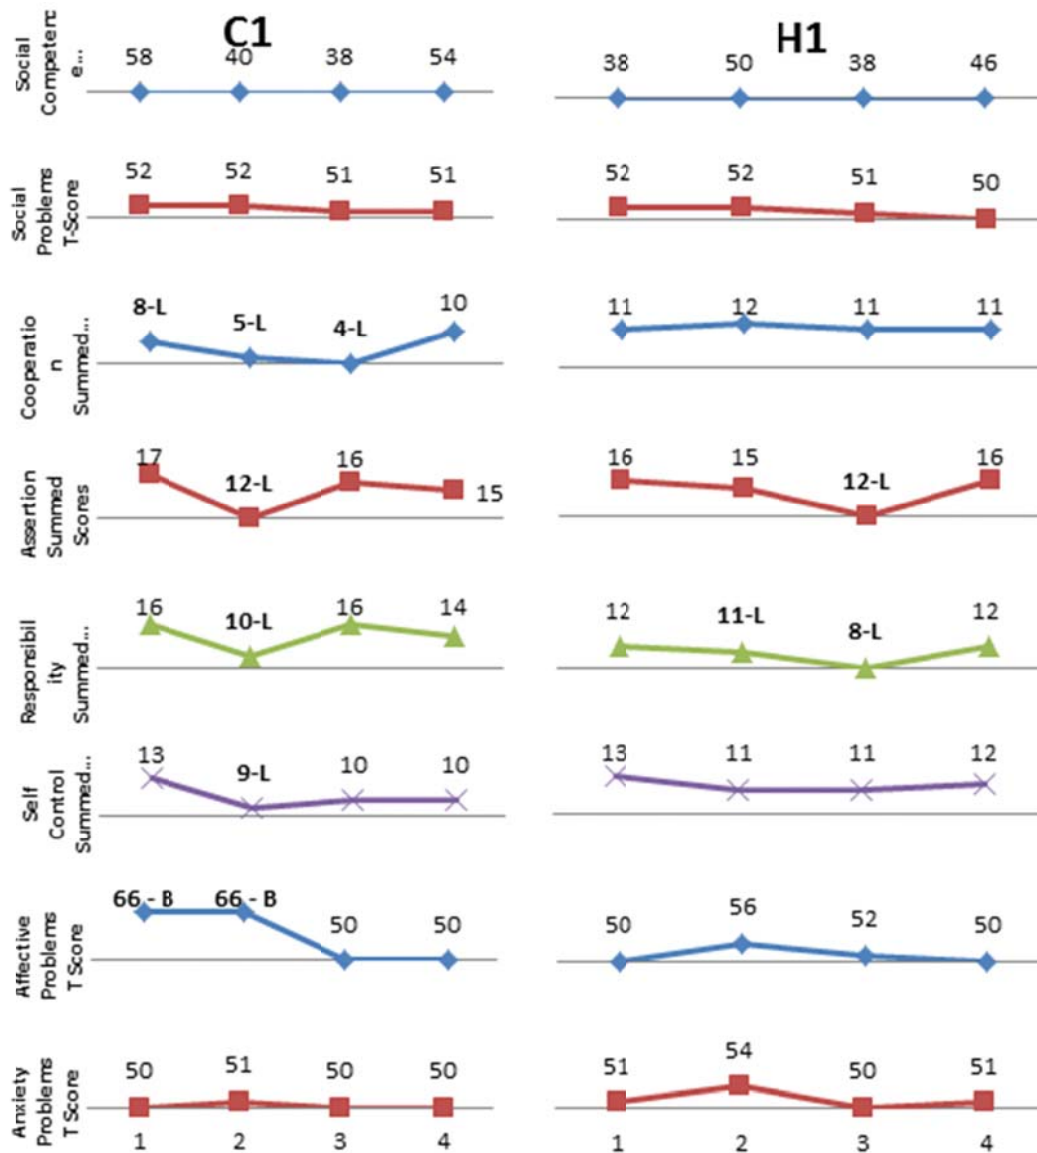 C1
H1
Social
Competenc
e...
58 40 38 54
38 50 38 46
Social
Problems
T-Score
52 52 51 51
52 52 51 50
Cooperatio
n
Summed...
8-L 5-L 4-L 10
11 12 11 11
Assertion
Summed
Scores
17 12-L 16 15
16 15 12-L 16
Responsibil
ity
Summed...
16 10-L 16 14
12 11-L 8-L 12
Self
Control
Summed...
13 9-L 10 10
13 11 11 12
Affective
Problems
T Score
66 - B 66 - B 50 50
50 56 52 50
Anxiety
Problems
T Score
50 51 50 50
51 54 50 51
1 2 3 4
1 2 3 4